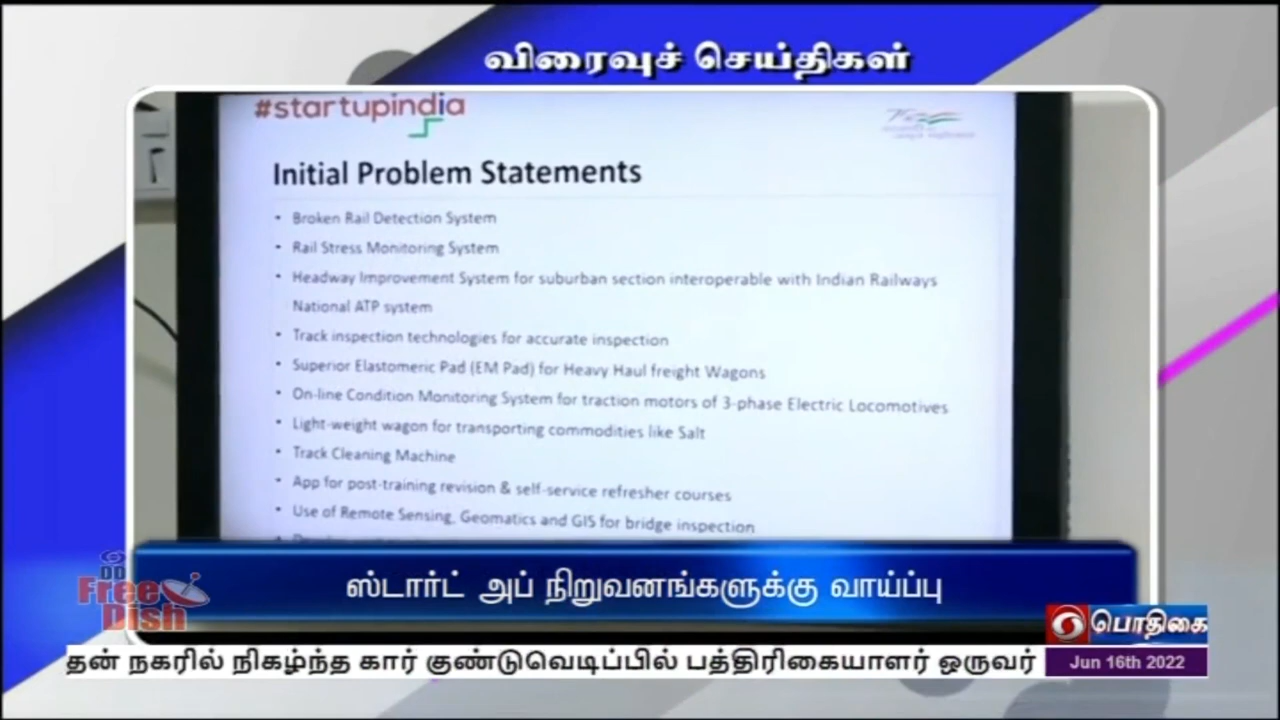 விரைவுச் செய்திகள்
#startupindia
Initial Problem Statements
• Broken Rail Detection System
• Rail Stress Monitoring System
• Headway Improvement System for suburban section interoperable with Indian Railways
National ATP system
• Track inspection technologies for accurate inspection
• Superior Elastomeric Pad (EM Pad) for Heavy Haul freight Wagons
• On-line Condition Monitoring System for traction motors of 3-phase Electric Locomotives
• Light-weight wagon for transporting commodities like Salt
• Track Cleaning Machine
• App for post-training revision & self-service refresher courses
• Use of Remote Sensing, Geomatics and GIS for bridge inspection
ஸ்டார்ட் அப் நிறுவனங்களுக்கு வாய்ப்பு
DD
Free
Dish
பொதிகை
தன் நகரில் நிகழ்ந்த கார் குண்டுவெடிப்பில் பத்திரிகையாளர் ஒருவர்
Jun 16th 2022